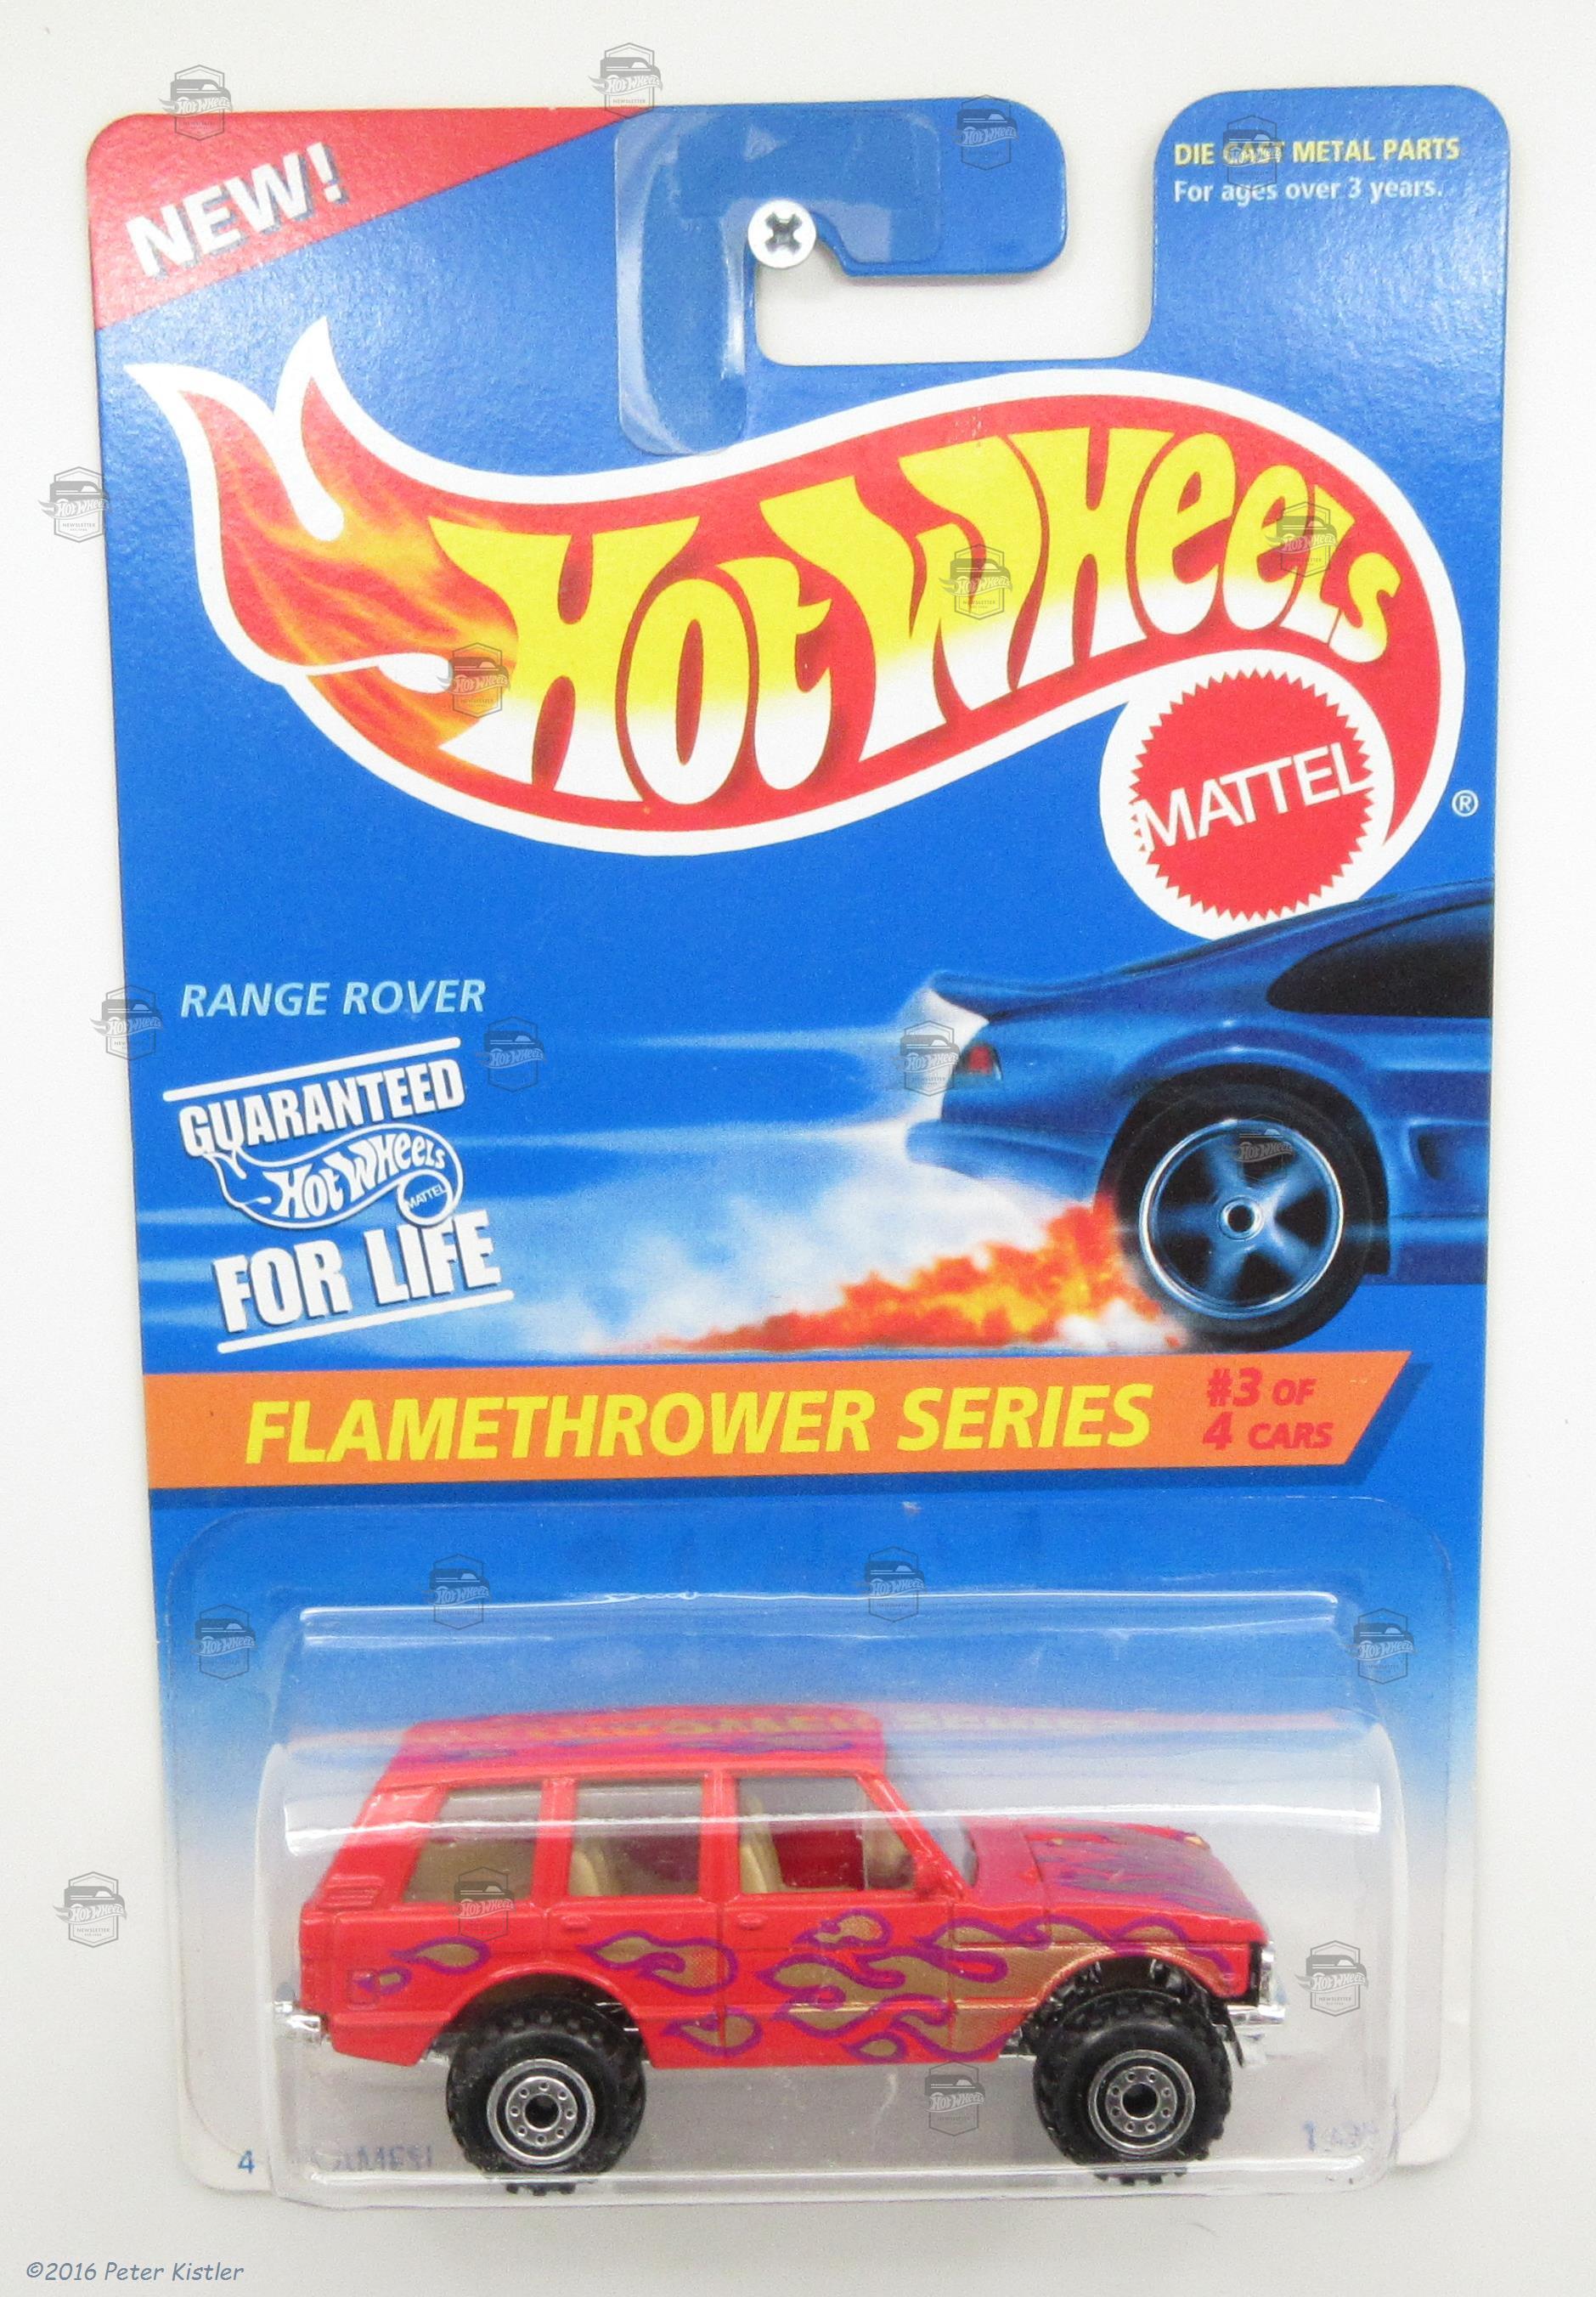 NEW!
DIE CAST METAL PARTS
For ages over 3 years.
HOT WHEELS
MATTEL
®
RANGE ROVER
GUARANTEED
HOT WHEELS
MATTEL
FOR LIFE
FLAMETHROWER SERIES
#3 OF
4 CARS
4
©2016 Peter Kistler